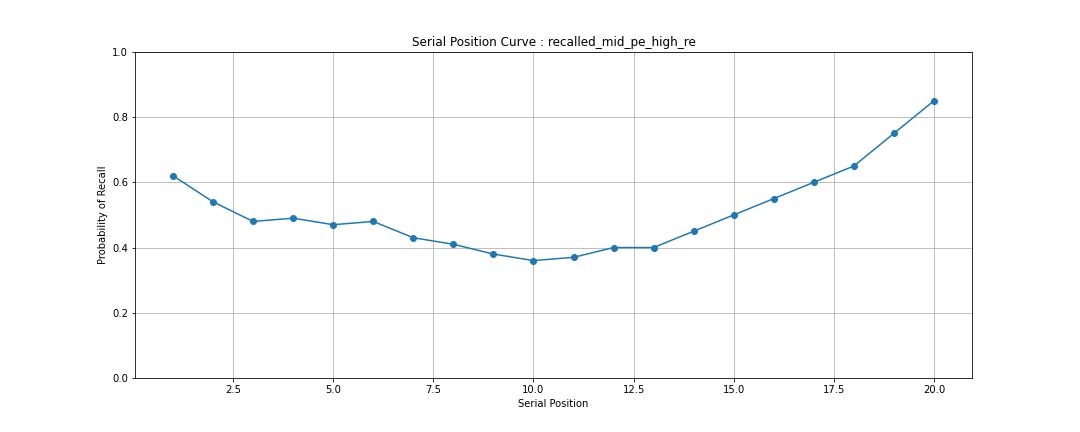 Serial Position Curve : recalled_mid_pe_high_re
1.0
0.8
0.6
0.4
0.2
0.0
Probability of Recall
2.5 5.0 7.5 10.0 12.5 15.0 17.5 20.0
Serial Position